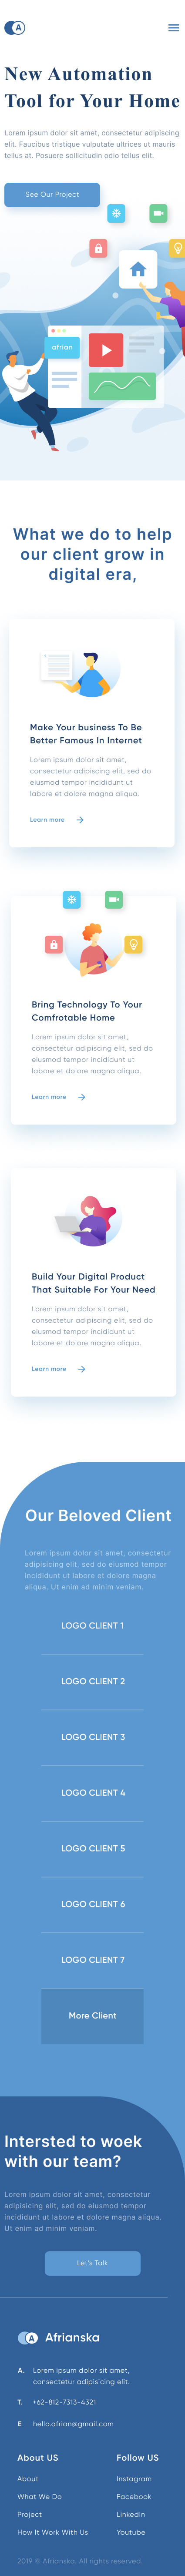 A
New Automation
Tool for Your Home
Lorem ipsum dolor sit amet, consectetur adipiscing
elit. Faucibus tristique vulputate ultrices ut mauris
tellus at. Posuere sollicitudin odio tellus elit.
See Our Project
afrian
What we do to help
our client grow in
digital era,
Make Your business To Be
Better Famous In Internet
Lorem ipsum dolor sit amet,
consectetur adipiscing elit, sed do
eiusmod tempor incididunt ut
labore et dolore magna aliqua.
Learn more
Bring Technology To Your
Comfrotable Home
Lorem ipsum dolor sit amet,
consectetur adipiscing elit, sed do
eiusmod tempor incididunt ut
labore et dolore magna aliqua.
Learn more
Build Your Digital Product
That Suitable For Your Need
Lorem ipsum dolor sit amet,
consectetur adipiscing elit, sed do
eiusmod tempor incididunt ut
labore et dolore magna aliqua.
Learn more
Our Beloved Client
Lorem ipsum dolor sit amet, consectetur
adipiscing elit, sed do eiusmod tempor
incididunt ut labore et dolore magna
aliqua. Ut enim ad minim veniam.
LOGO CLIENT 1
LOGO CLIENT 2
LOGO CLIENT 3
LOGO CLIENT 4
LOGO CLIENT 5
LOGO CLIENT 6
LOGO CLIENT 7
More Client
Intersted to woek
with our team?
Lorem ipsum dolor sit amet, consectetur
adipiscing elit, sed do eiusmod tempor
incididunt ut labore et dolore magna aliqua.
Ut enim ad minim veniam.
Let's Talk
A Afrianska
A. Lorem ipsum dolor sit amet,
consectetur adipisicing elit.
T. +62-812-7313-4321
E hello.afrian@gmail.com
About US
About
What We Do
Project
How It Work With Us
Follow US
Instagram
Facebook
LinkedIn
Youtube
2019 © Afrianska. All rights reserved.